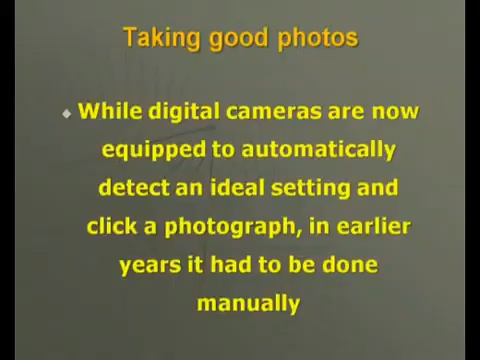 Taking good photos
While digital cameras are now
equipped to automatically
detect an ideal setting and
click a photograph, in earlier
years it had to be done
manually